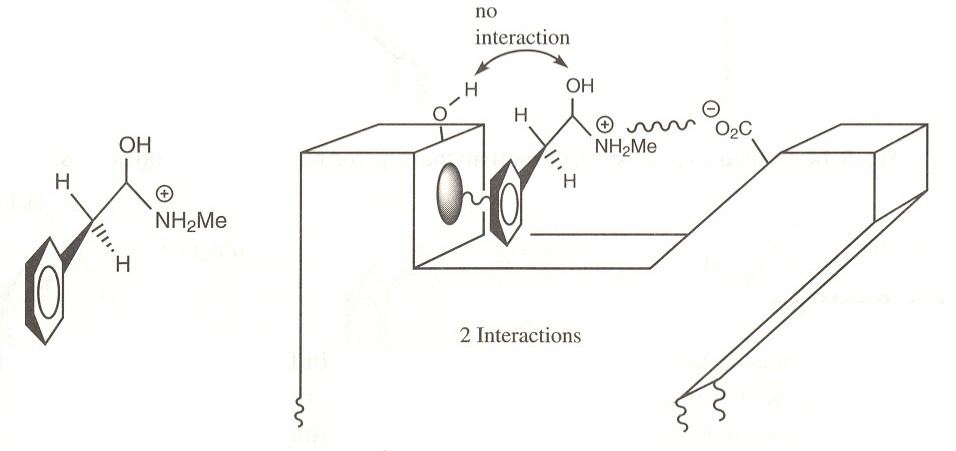 no
interaction
H
O
OH
H
⊕
NH₂Me
⊖
O₂C
H
OH
H
⊕
NH₂Me
H
2 Interactions